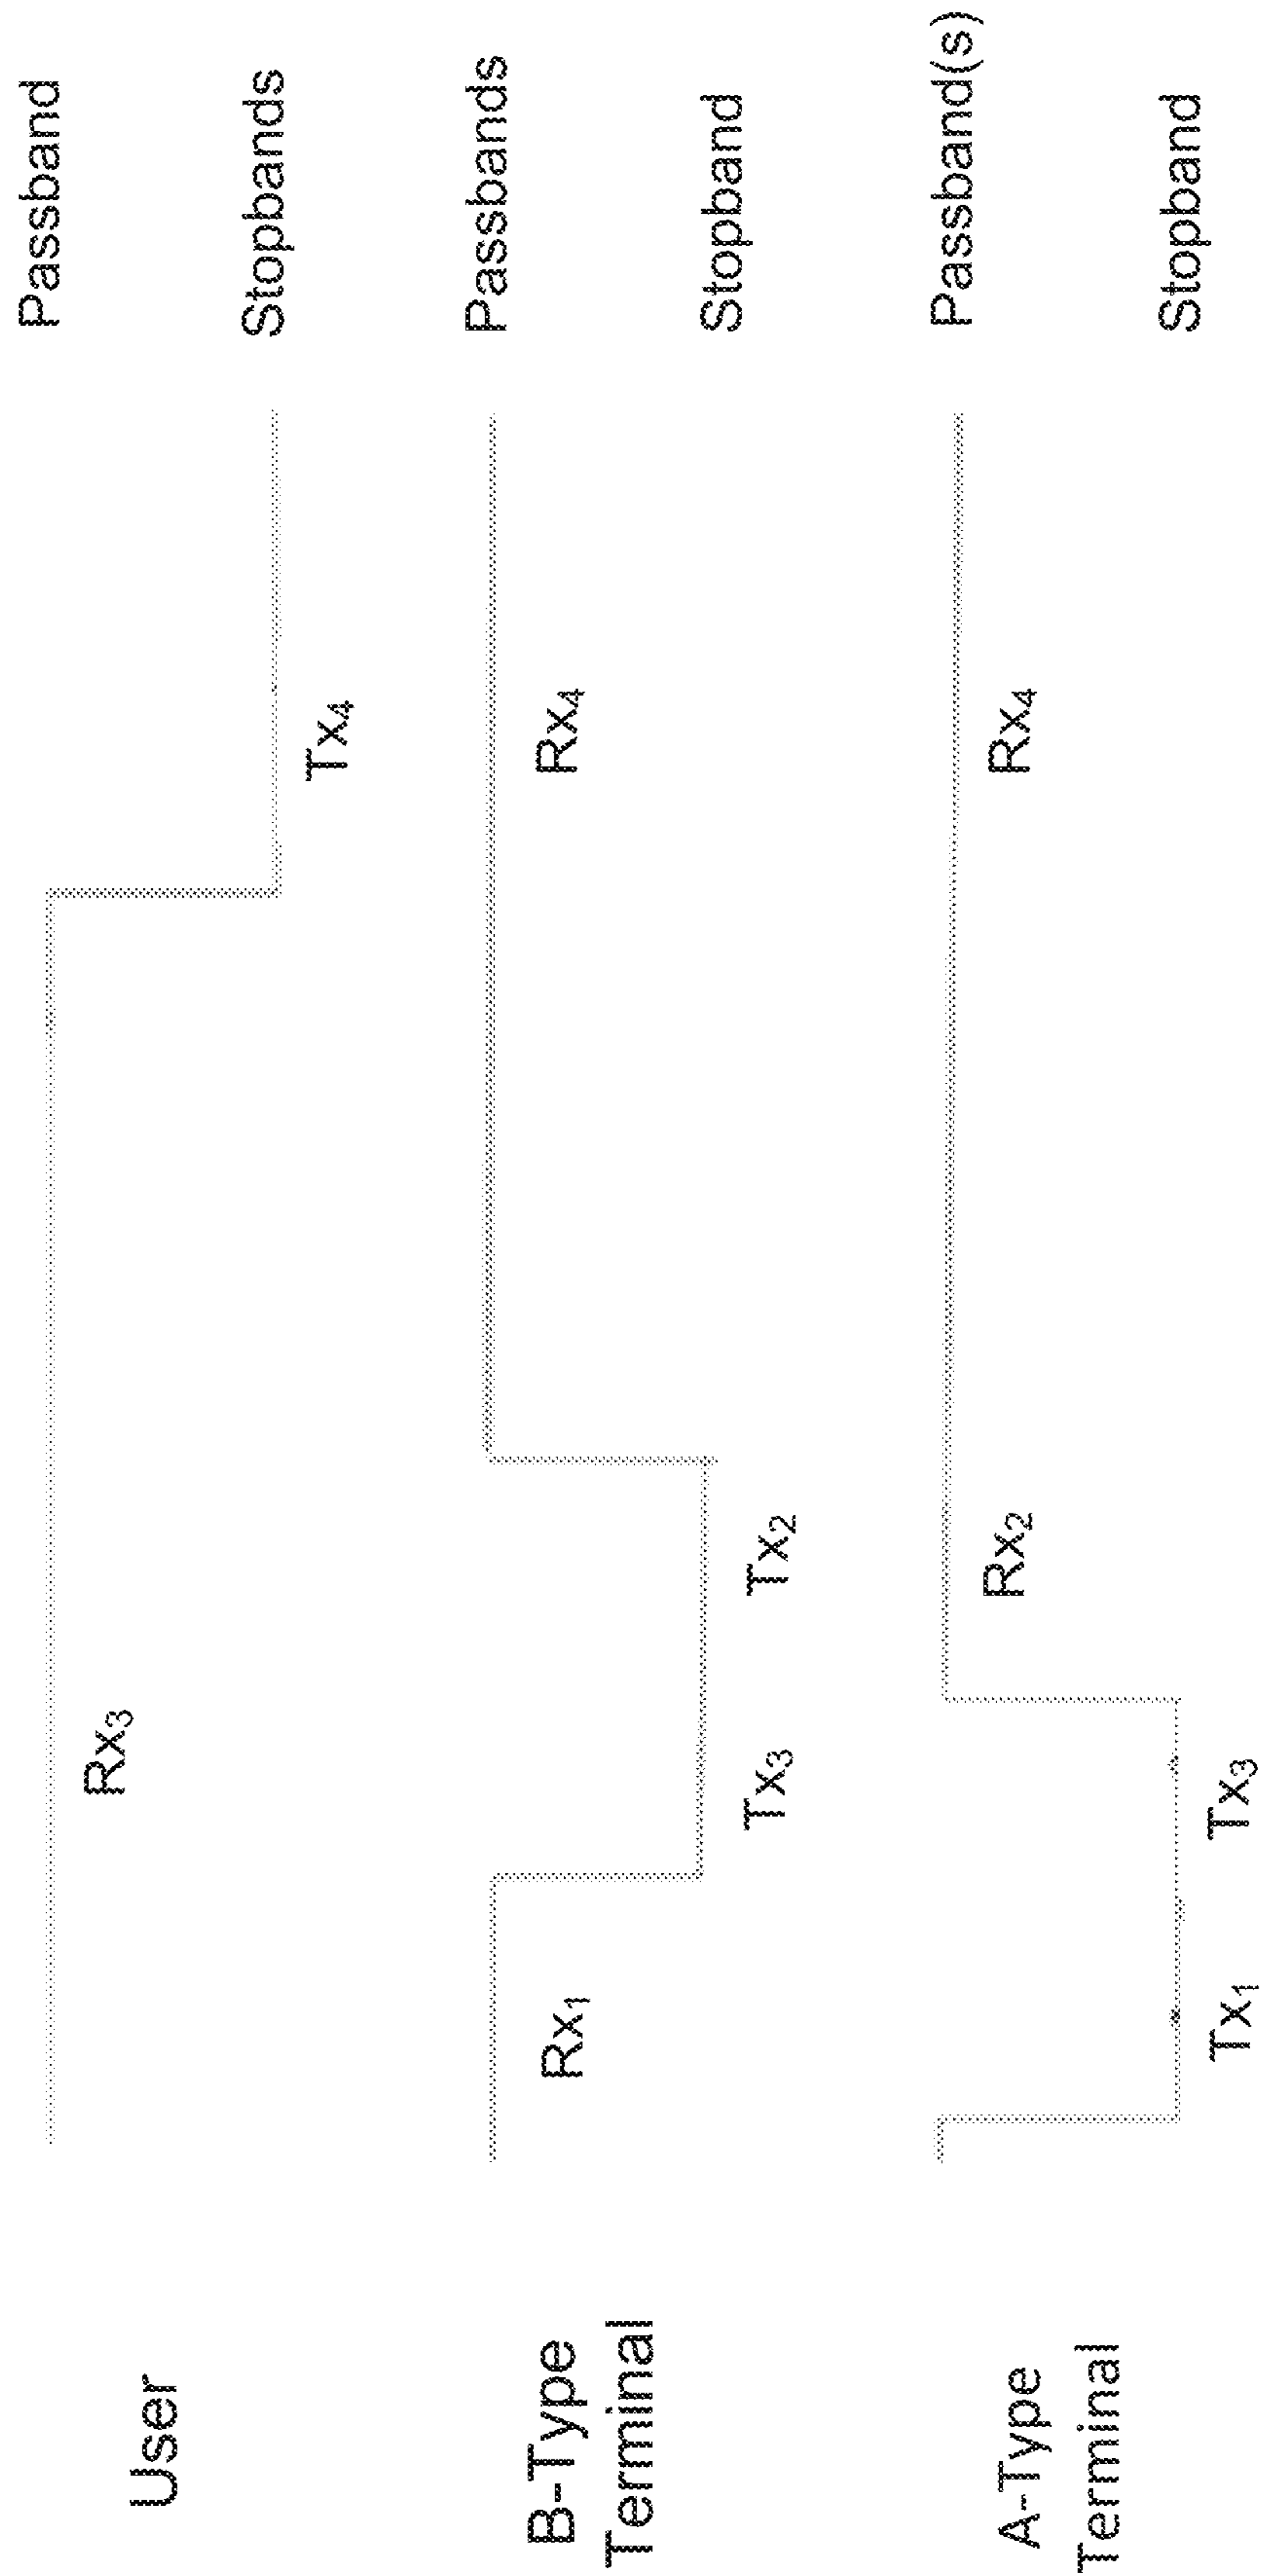 User
Rx3
Tx4
Passband
Stopbands
B-Type
Terminal
Rx1
Tx3
Tx2
Rx4
Passbands
Stopband
A-Type
Terminal
Tx1
Tx3
Rx2
Rx4
Passband(s)
Stopband